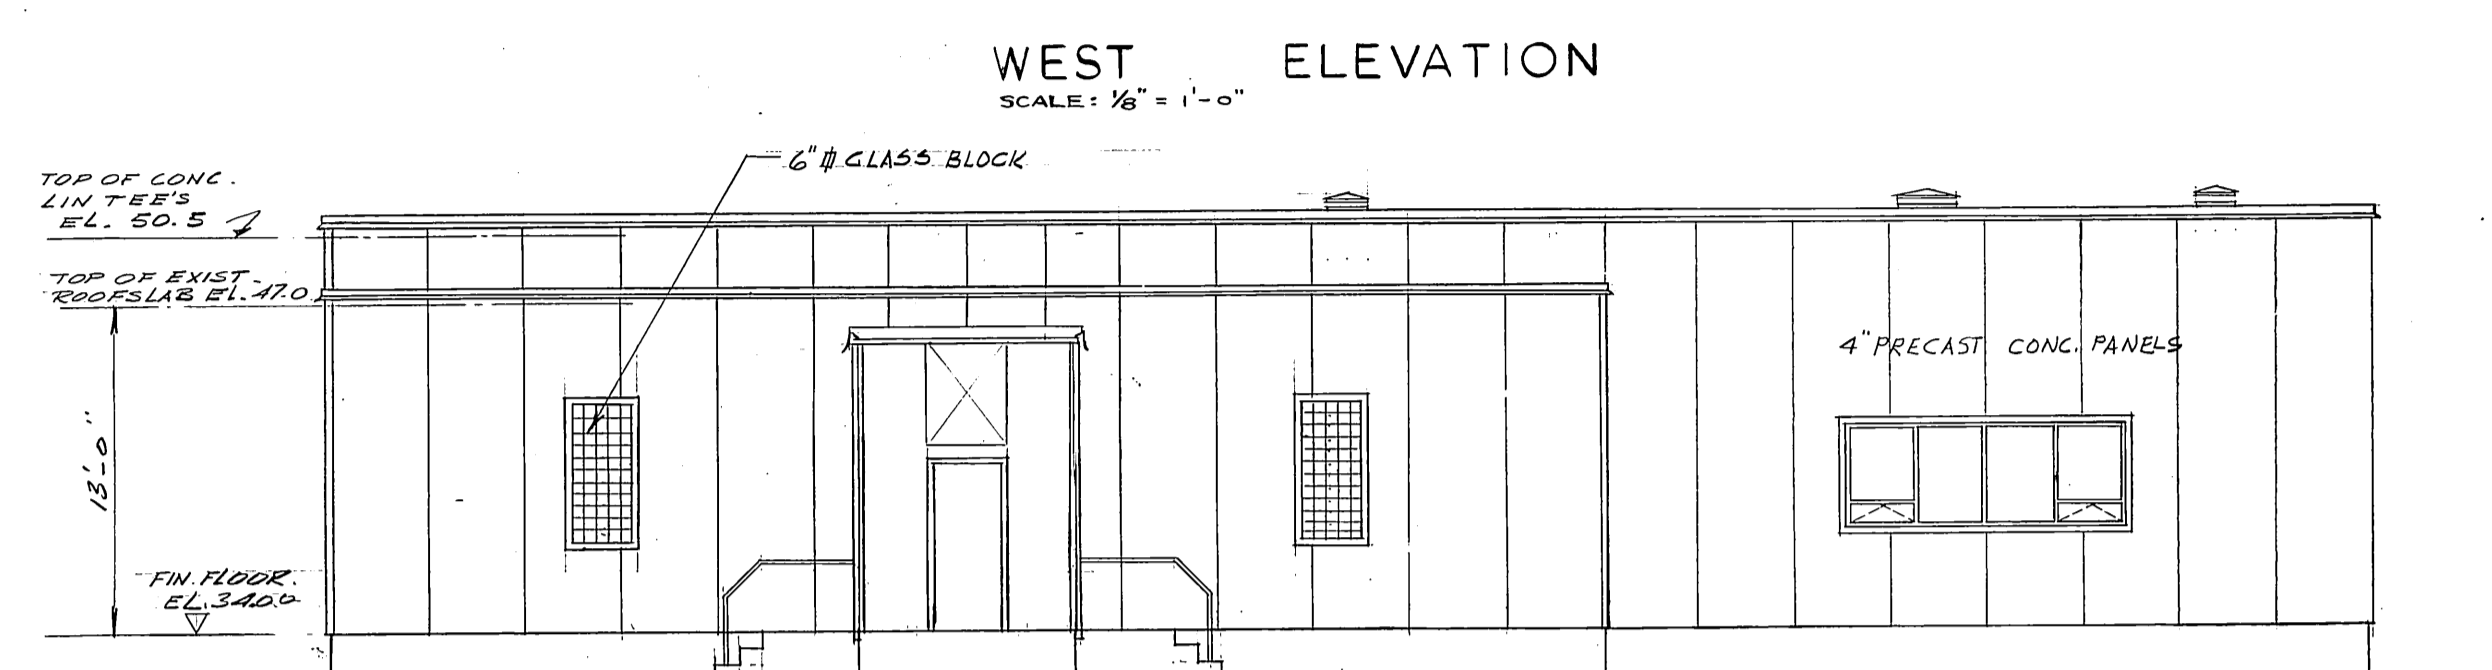 WEST ELEVATION
SCALE: 1/8" = 1'-0"
6" ⌗ GLASS BLOCK
TOP OF CONC.
LIN TEE'S
EL. 50.5
TOP OF EXIST.
ROOFSLAB EL. 47.0
4" PRECAST CONC. PANELS
13'-0"
FIN. FLOOR.
EL. 34.00